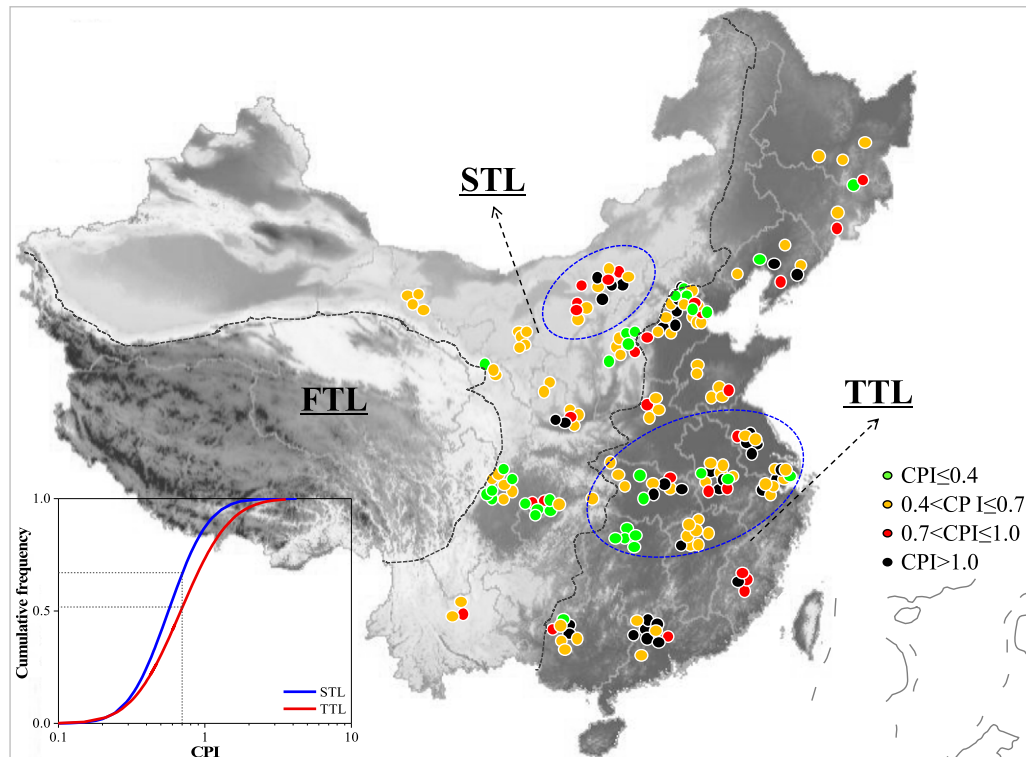 STL
TTL
FTL
CPI≤0.4
0.4<CP I≤0.7
0.7<CPI≤1.0
CPI>1.0
Cumulative frequency
1.0
0.5
0.0
STL
TTL
0.1
1
10
CPI